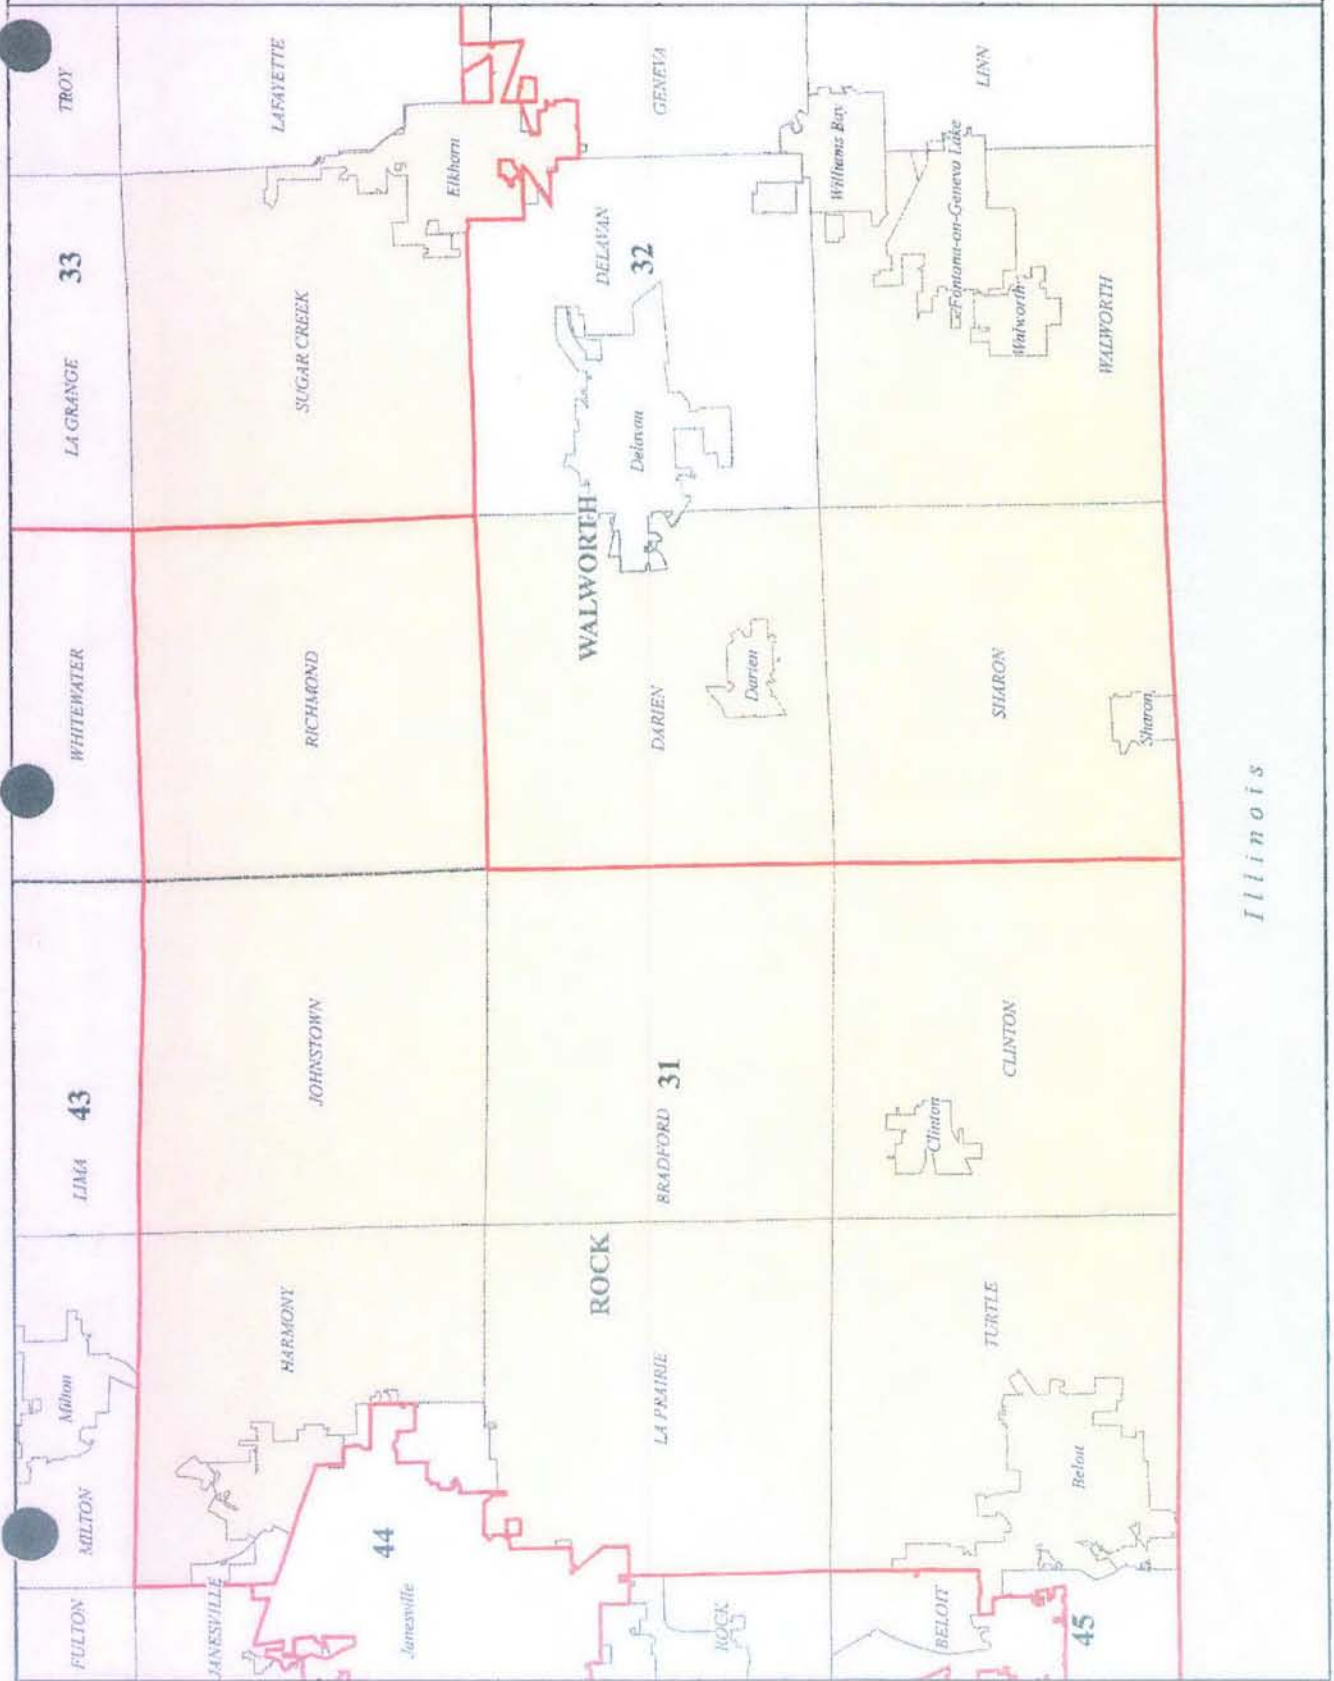 FULTON
MILTON
Milton
LIMA
43
WHITEWATER
LA GRANGE
33
TROY
JANESVILLE
HARMONY
JOHNSTOWN
RICHMOND
SUGAR CREEK
LAFAYETTE
44
Janesville
Elkhorn
ROCK
WALWORTH
ROCK
LA PRAIRIE
BRADFORD
31
DARIEN
Darien
Delavan
DELAVAN
32
GENEVA
BELOIT
TURTLE
Clinton
CLINTON
SHARON
Williams Bay
Fontana-on-Geneva Lake
Walworth
LINN
45
Beloit
Sharon
WALWORTH
Illinois